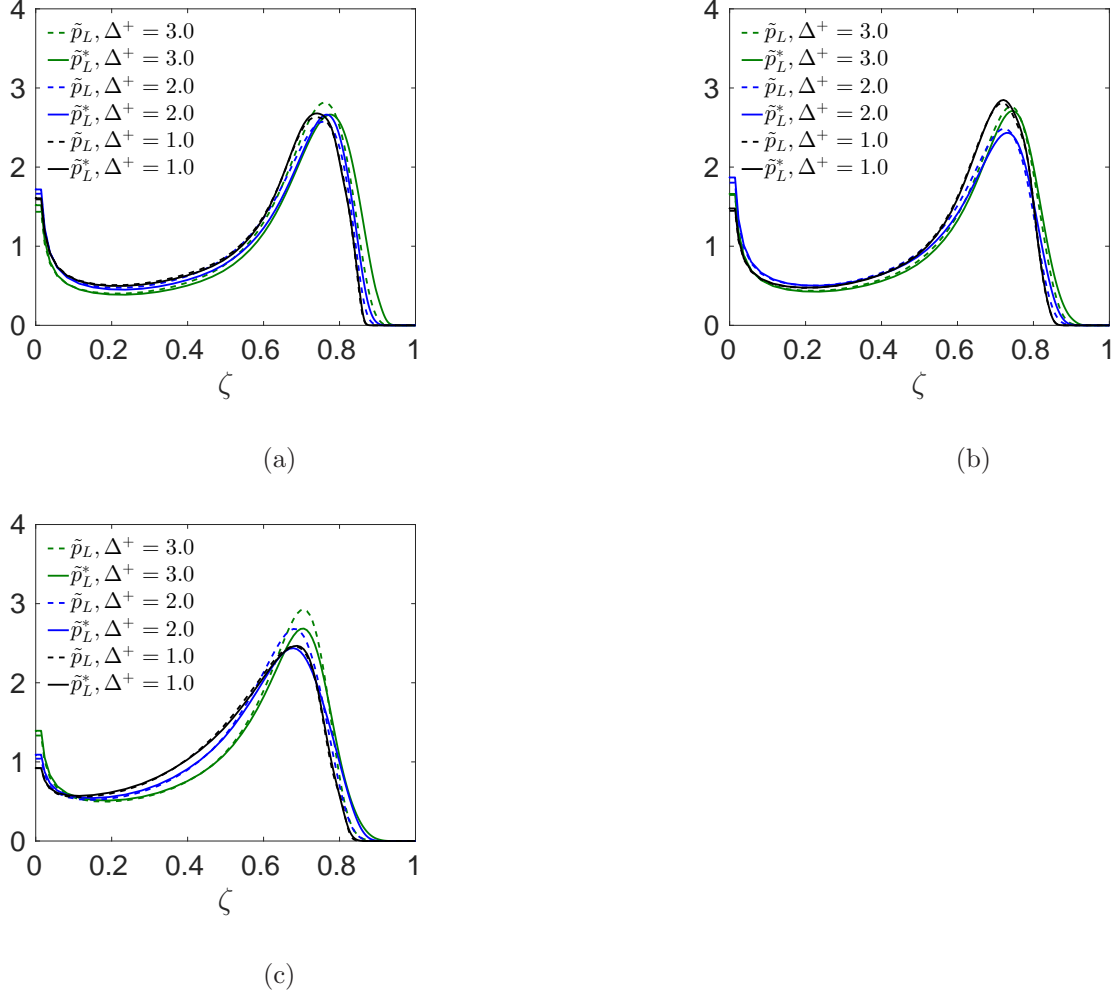 4
3
2
1
0
0 0.2 0.4 0.6 0.8 1
ζ
p̃_L, Δ⁺ = 3.0
p̃*_L, Δ⁺ = 3.0
p̃_L, Δ⁺ = 2.0
p̃*_L, Δ⁺ = 2.0
p̃_L, Δ⁺ = 1.0
p̃*_L, Δ⁺ = 1.0
(a)
4
3
2
1
0
0 0.2 0.4 0.6 0.8 1
ζ
p̃_L, Δ⁺ = 3.0
p̃*_L, Δ⁺ = 3.0
p̃_L, Δ⁺ = 2.0
p̃*_L, Δ⁺ = 2.0
p̃_L, Δ⁺ = 1.0
p̃*_L, Δ⁺ = 1.0
(b)
4
3
2
1
0
0 0.2 0.4 0.6 0.8 1
ζ
p̃_L, Δ⁺ = 3.0
p̃*_L, Δ⁺ = 3.0
p̃_L, Δ⁺ = 2.0
p̃*_L, Δ⁺ = 2.0
p̃_L, Δ⁺ = 1.0
p̃*_L, Δ⁺ = 1.0
(c)